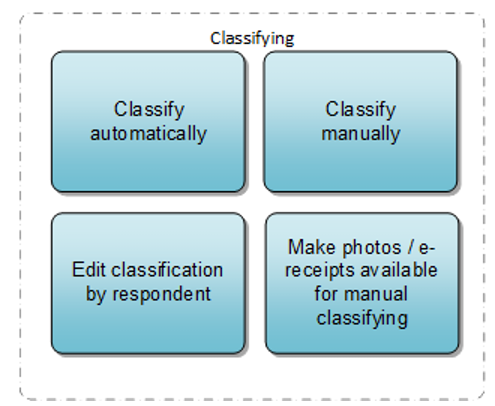 Classifying
Classify
automatically
Classify
manually
Edit classification
by respondent
Make photos / e-
receipts available
for manual
classifying